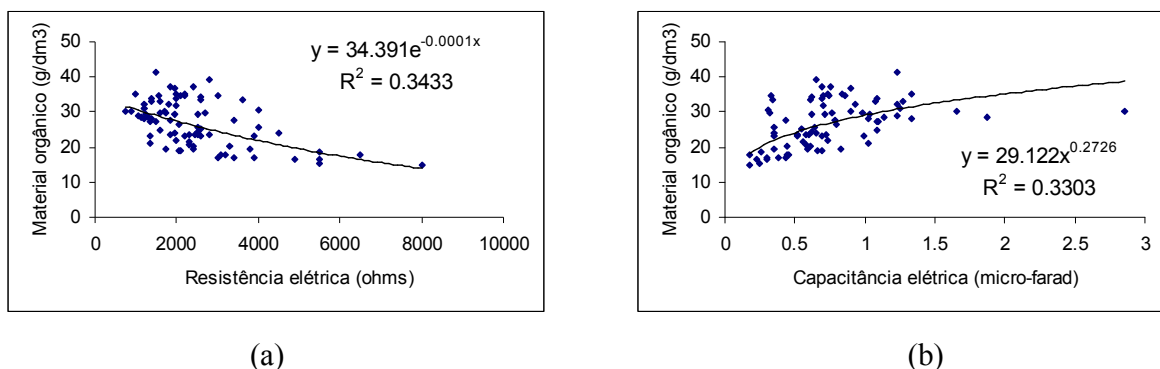 50
40
30
20
10
0
Material orgânico (g/dm3)
y = 34.391e^-0.0001x
R² = 0.3433
0 2000 4000 6000 8000 10000
Resistência elétrica (ohms)
(a)
50
40
30
20
10
0
Material orgânico (g/dm3)
y = 29.122x^0.2726
R² = 0.3303
0 0.5 1 1.5 2 2.5 3
Capacitância elétrica (micro-farad)
(b)